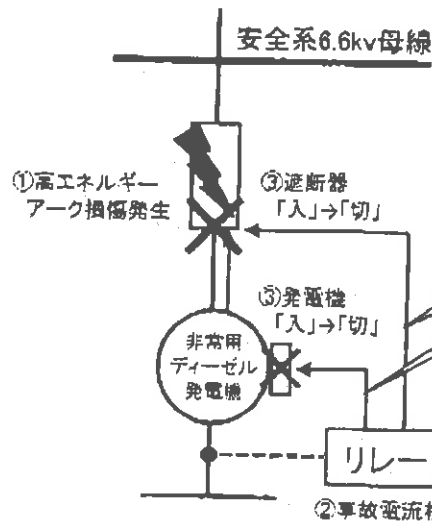 安全系6.6kv母線
①高エネルギー
アーク損傷発生
③遮断器
「入」→「切」
③発電機
「入」→「切」
非常用
ディーゼル
発電機
リレー
②事故電流